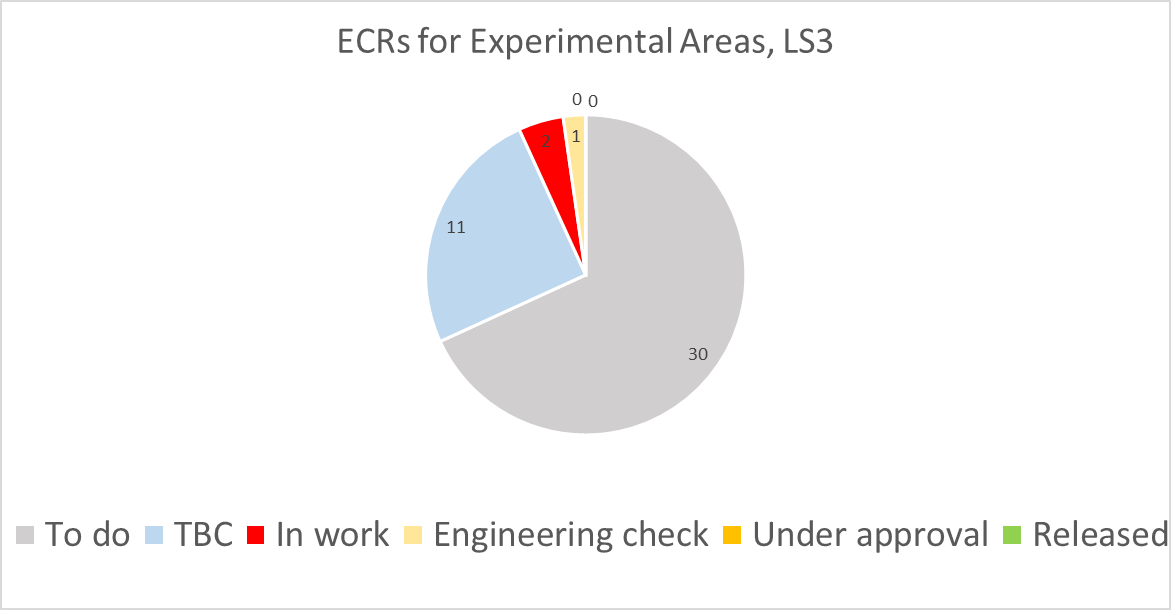 ECRs for Experimental Areas, LS3
0 0
2
1
11
30
To do TBC In work Engineering check Under approval Released